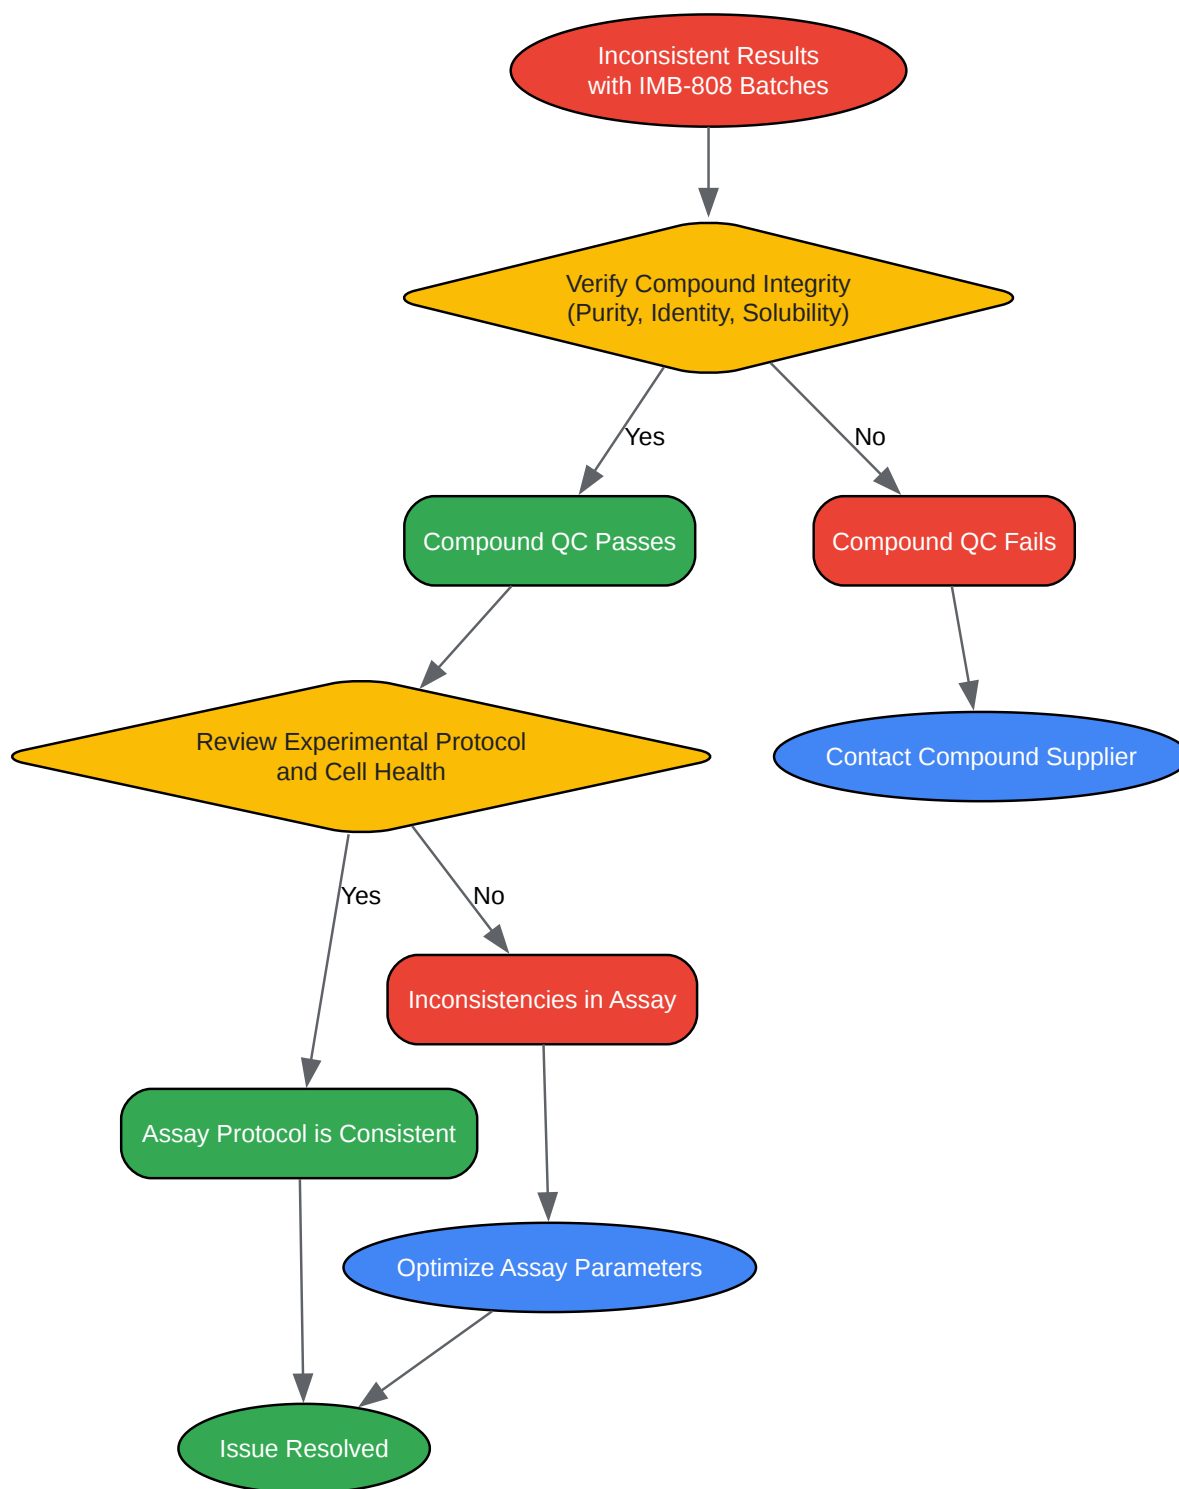 Inconsistent Results
with IMB-808 Batches
Verify Compound Integrity
(Purity, Identity, Solubility)
Yes
No
Compound QC Passes
Compound QC Fails
Review Experimental Protocol
and Cell Health
Contact Compound Supplier
Yes
No
Inconsistencies in Assay
Assay Protocol is Consistent
Optimize Assay Parameters
Issue Resolved